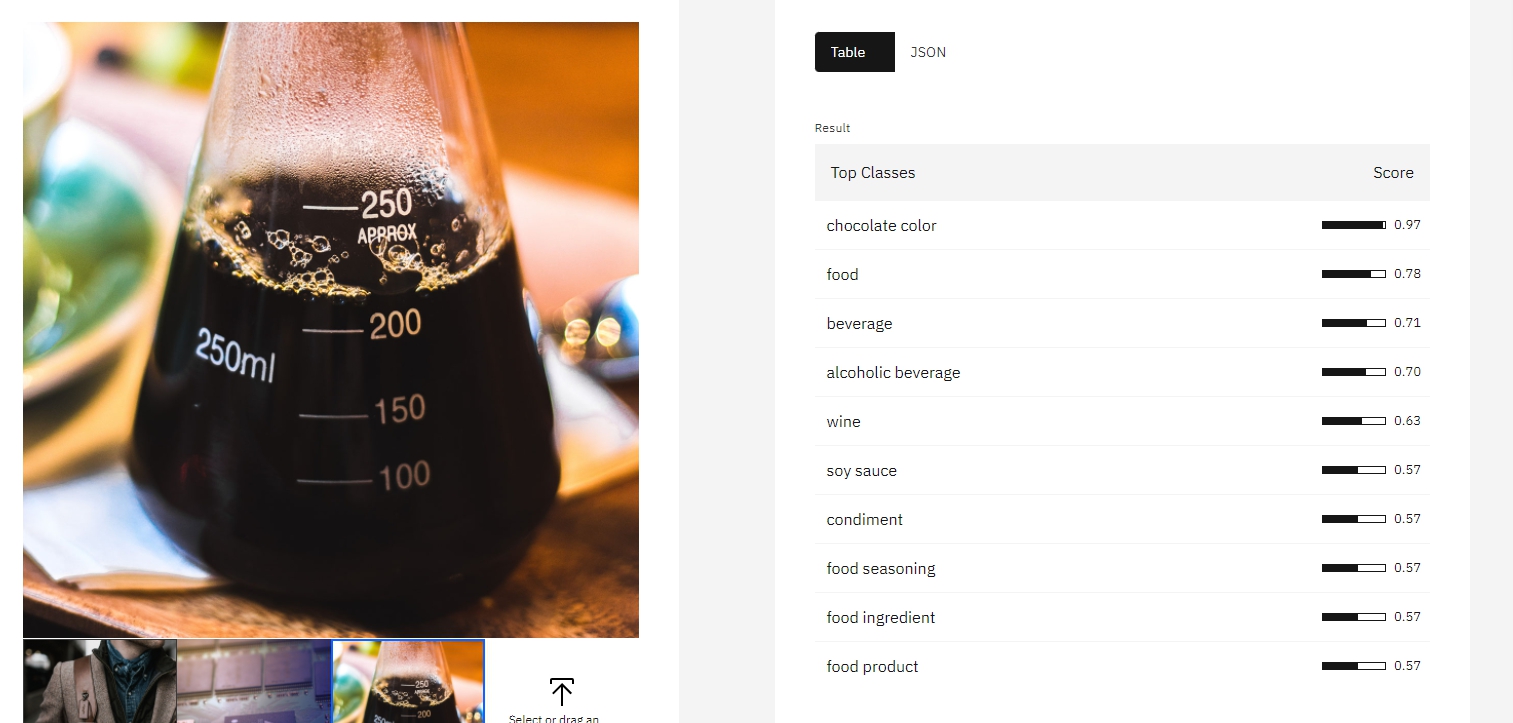 250
APPROX
200
250ml
150
100
250
200
Select or drag an
Table
JSON
Result
Top Classes Score
chocolate color 0.97
food 0.78
beverage 0.71
alcoholic beverage 0.70
wine 0.63
soy sauce 0.57
condiment 0.57
food seasoning 0.57
food ingredient 0.57
food product 0.57